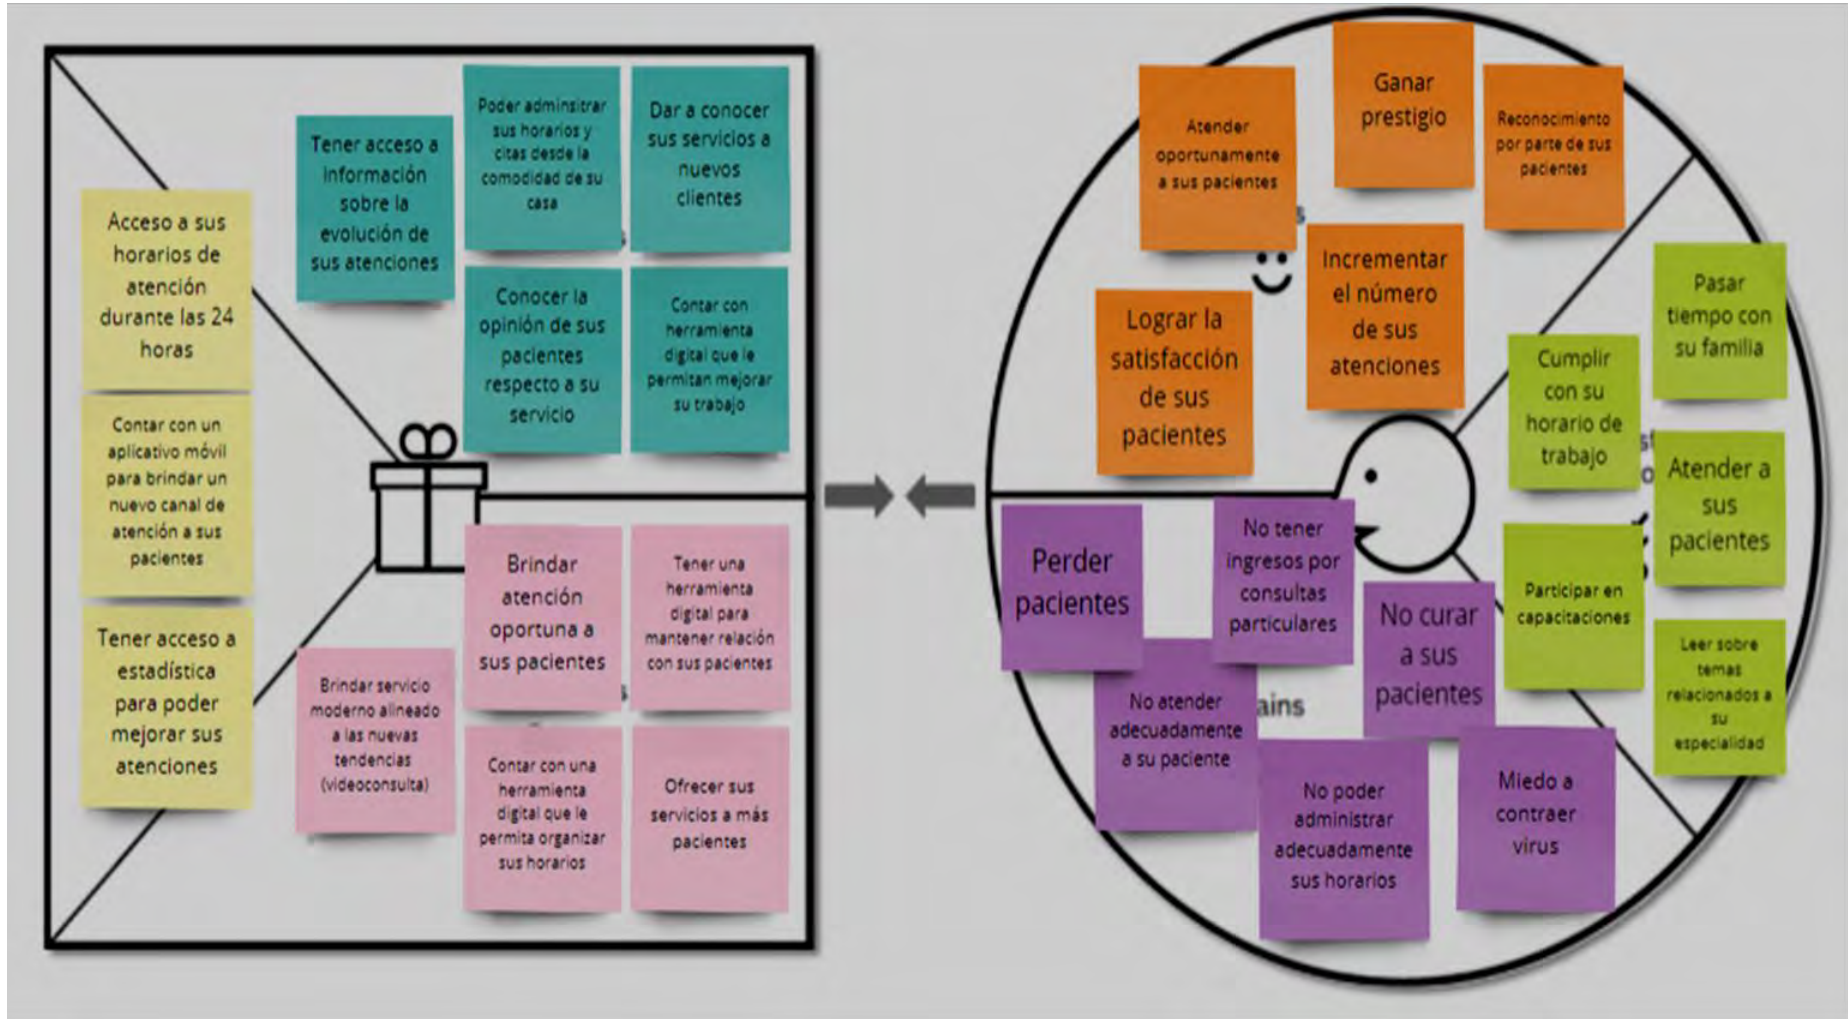 Acceso a sus
horarios de
atención
durante las 24
horas
Contar con un
aplicativo móvil
para brindar un
nuevo canal de
atención a sus
pacientes
Tener acceso a
estadística
para poder
mejorar sus
atenciones
Tener acceso a
información
sobre la
evolución de
sus atenciones
Poder adminsitrar
sus horarios y
citas desde la
comodidad de su
casa
Dar a conocer
sus servicios a
nuevos
clientes
Conocer la
opinión de sus
pacientes
respecto a su
servicio
Contar con
herramienta
digital que le
permitan mejorar
su trabajo
Brindar
atención
oportuna a
sus pacientes
Tener una
herramienta
digital para
mantener relación
con sus pacientes
Brindar servicio
moderno alineado
a las nuevas
tendencias
(videoconsulta)
Contar con una
herramienta
digital que le
permita organizar
sus horarios
Ofrecer sus
servicios a más
pacientes
Atender
oportunamente
a sus pacientes
Ganar
prestigio
Reconocimiento
por parte de sus
pacientes
Lograr la
satisfacción
de sus
pacientes
Incrementar
el número
de sus
atenciones
Pasar
tiempo con
su familia
Cumplir
con su
horario de
trabajo
Atender a
sus
pacientes
Participar en
capacitaciones
Leer sobre
temas
relacionados a
su
especialidad
Perder
pacientes
No tener
ingresos por
consultas
particulares
No curar
a sus
pacientes
No atender
adecuadamente
a su paciente
ains
No poder
administrar
adecuadamente
sus horarios
Miedo a
contraer
virus